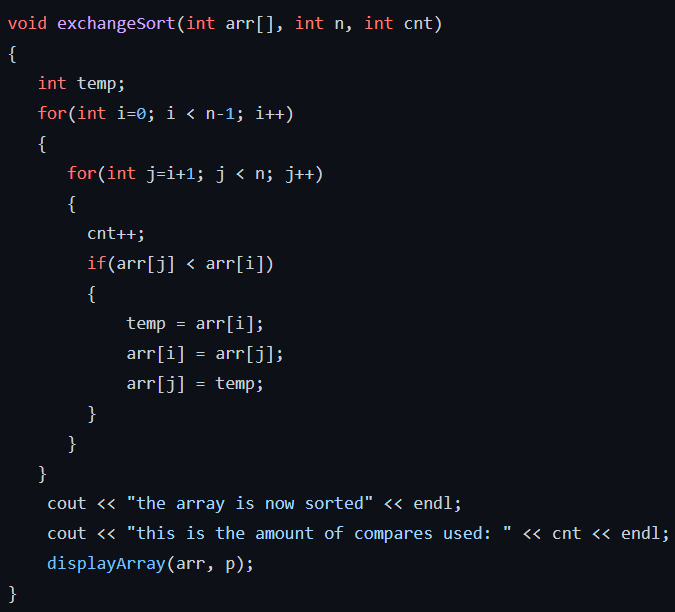 void exchangeSort(int arr[], int n, int cnt)
{
   int temp;
   for(int i=0; i < n-1; i++)
   {
      for(int j=i+1; j < n; j++)
      {
        cnt++;
        if(arr[j] < arr[i])
        {
            temp = arr[i];
            arr[i] = arr[j];
            arr[j] = temp;
        }
      }
   }
    cout << "the array is now sorted" << endl;
    cout << "this is the amount of compares used: " << cnt << endl;
    displayArray(arr, p);
}